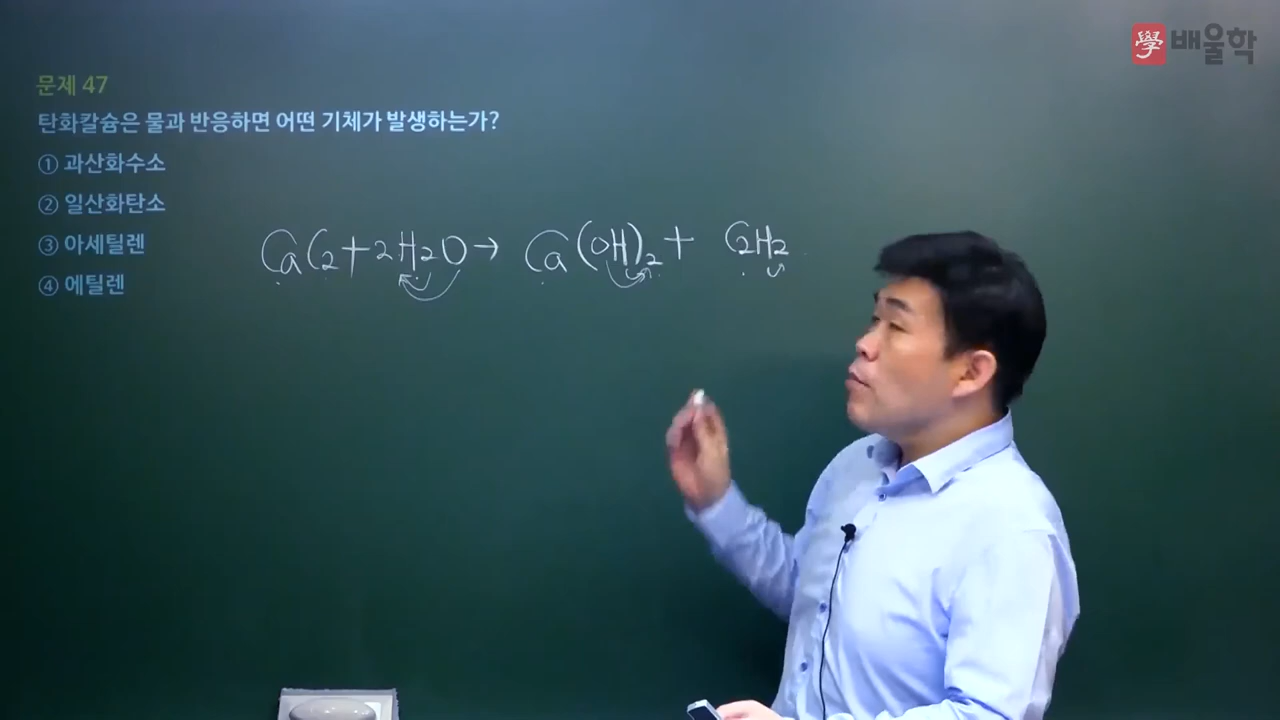 學 배울학
문제 47
탄화칼슘은 물과 반응하면 어떤 기체가 발생하는가?
① 과산화수소
② 일산화탄소
③ 아세틸렌
④ 에틸렌
CaC2+2H2O→ Ca(OH)2+ C2H2